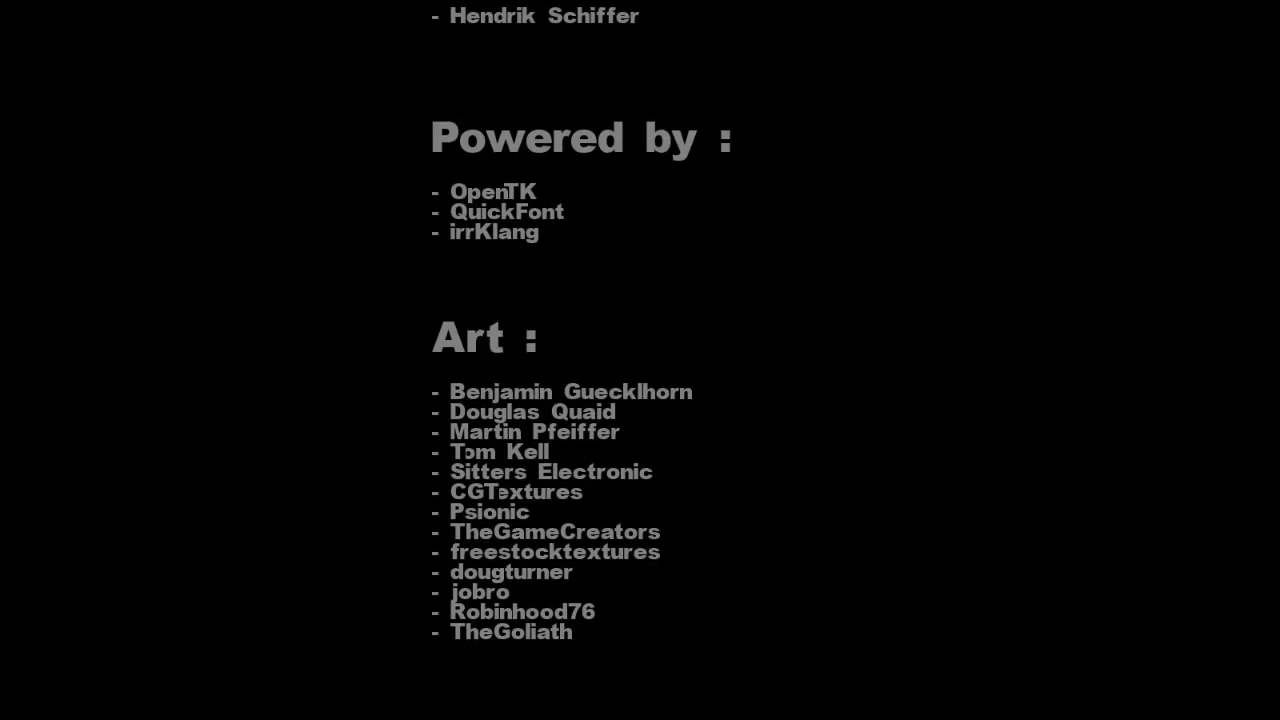 - Hendrik Schiffer
Powered by :
- OpenTK
- QuickFont
- irrKlang
Art :
- Benjamin Guecklhorn
- Douglas Quaid
- Martin Pfeiffer
- Tom Kell
- Sitters Electronic
- CGTextures
- Psionic
- TheGameCreators
- freestocktextures
- dougturner
- jobro
- Robinhood76
- TheGoliath